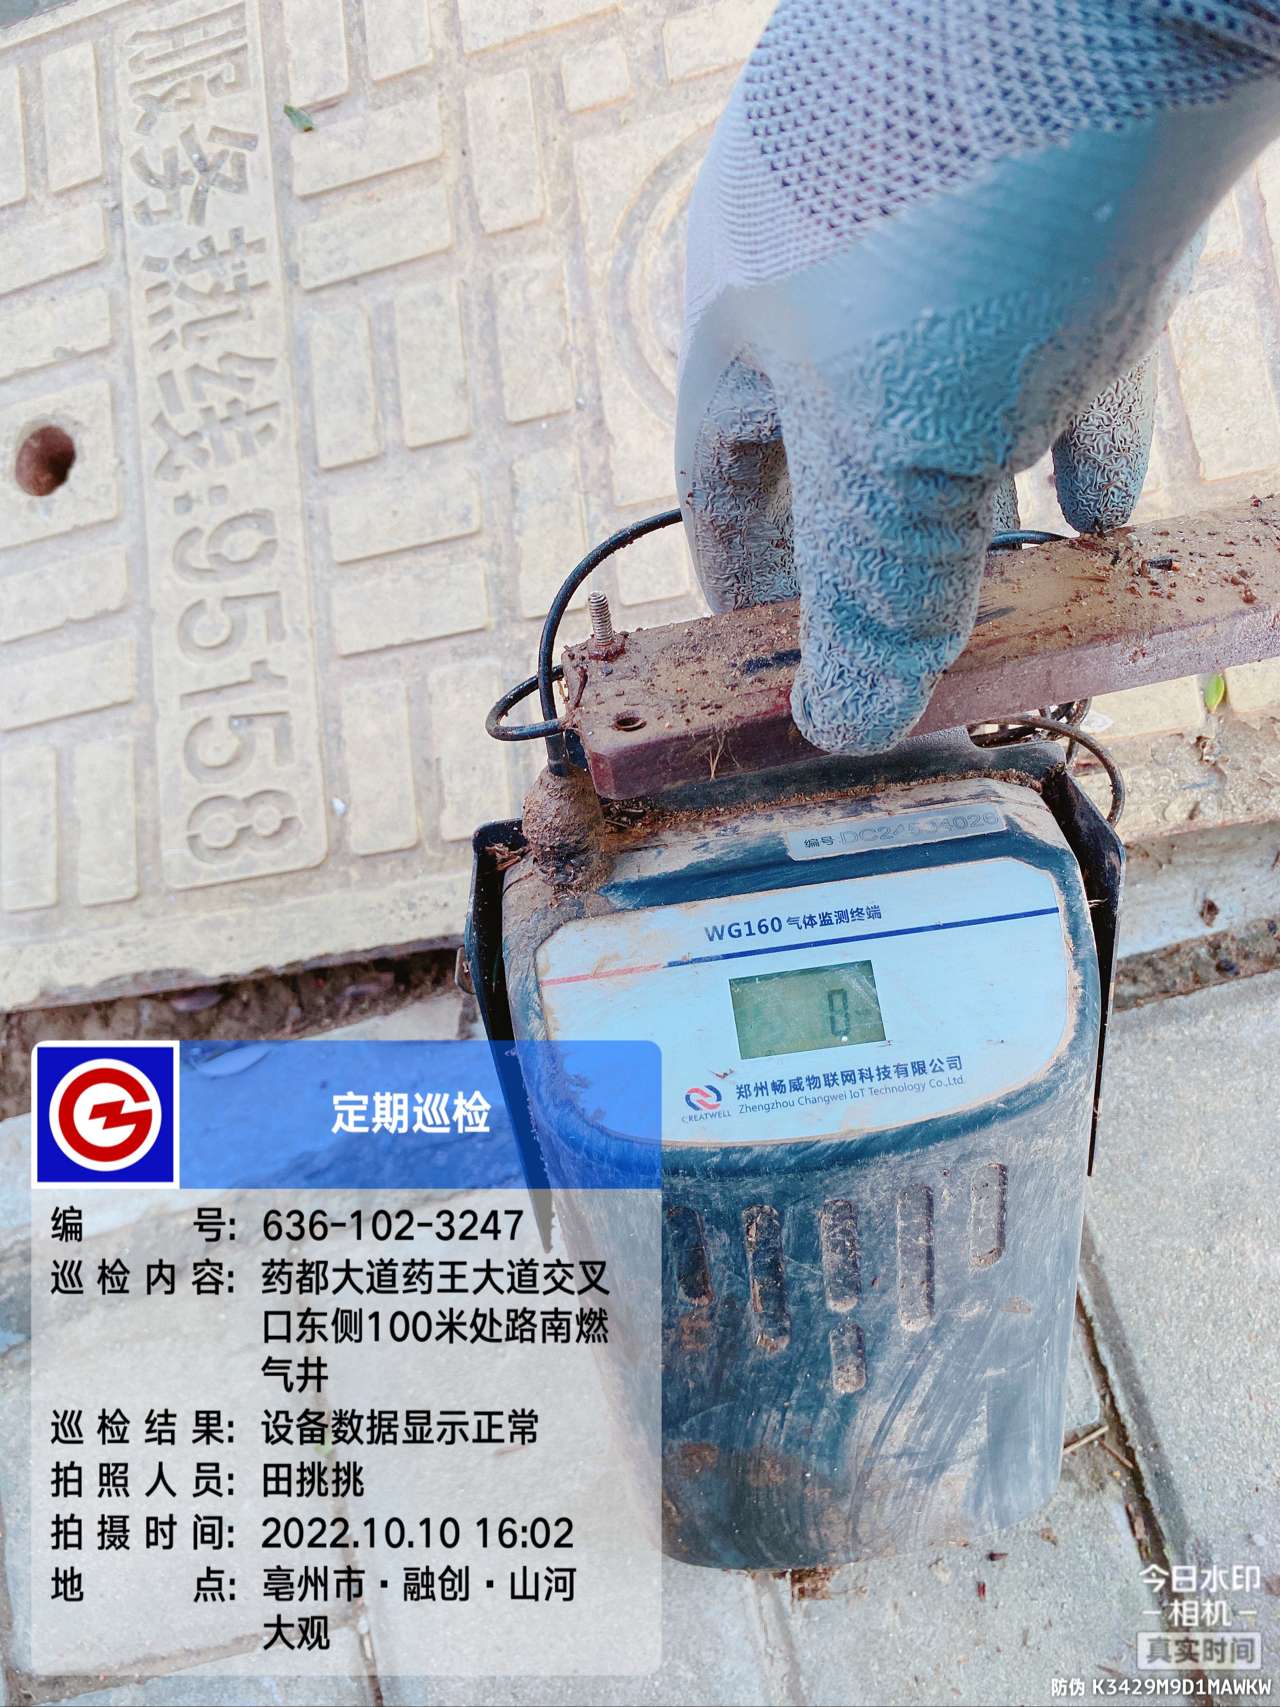 服务热线:95158
编号
WG160 气体监测终端
0
CREATWELL
郑州畅威物联网科技有限公司
Zhengzhou Changwei IoT Technology Co.,Ltd.
定期巡检
编号: 636-102-3247
巡检内容: 药都大道药王大道交叉
口东侧100米处路南燃
气井
巡检结果: 设备数据显示正常
拍照人员: 田挑挑
拍摄时间: 2022.10.10 16:02
地点: 亳州市·融创·山河
大观
今日水印
相机
真实时间
防伪 K3429M9D1MAWKW